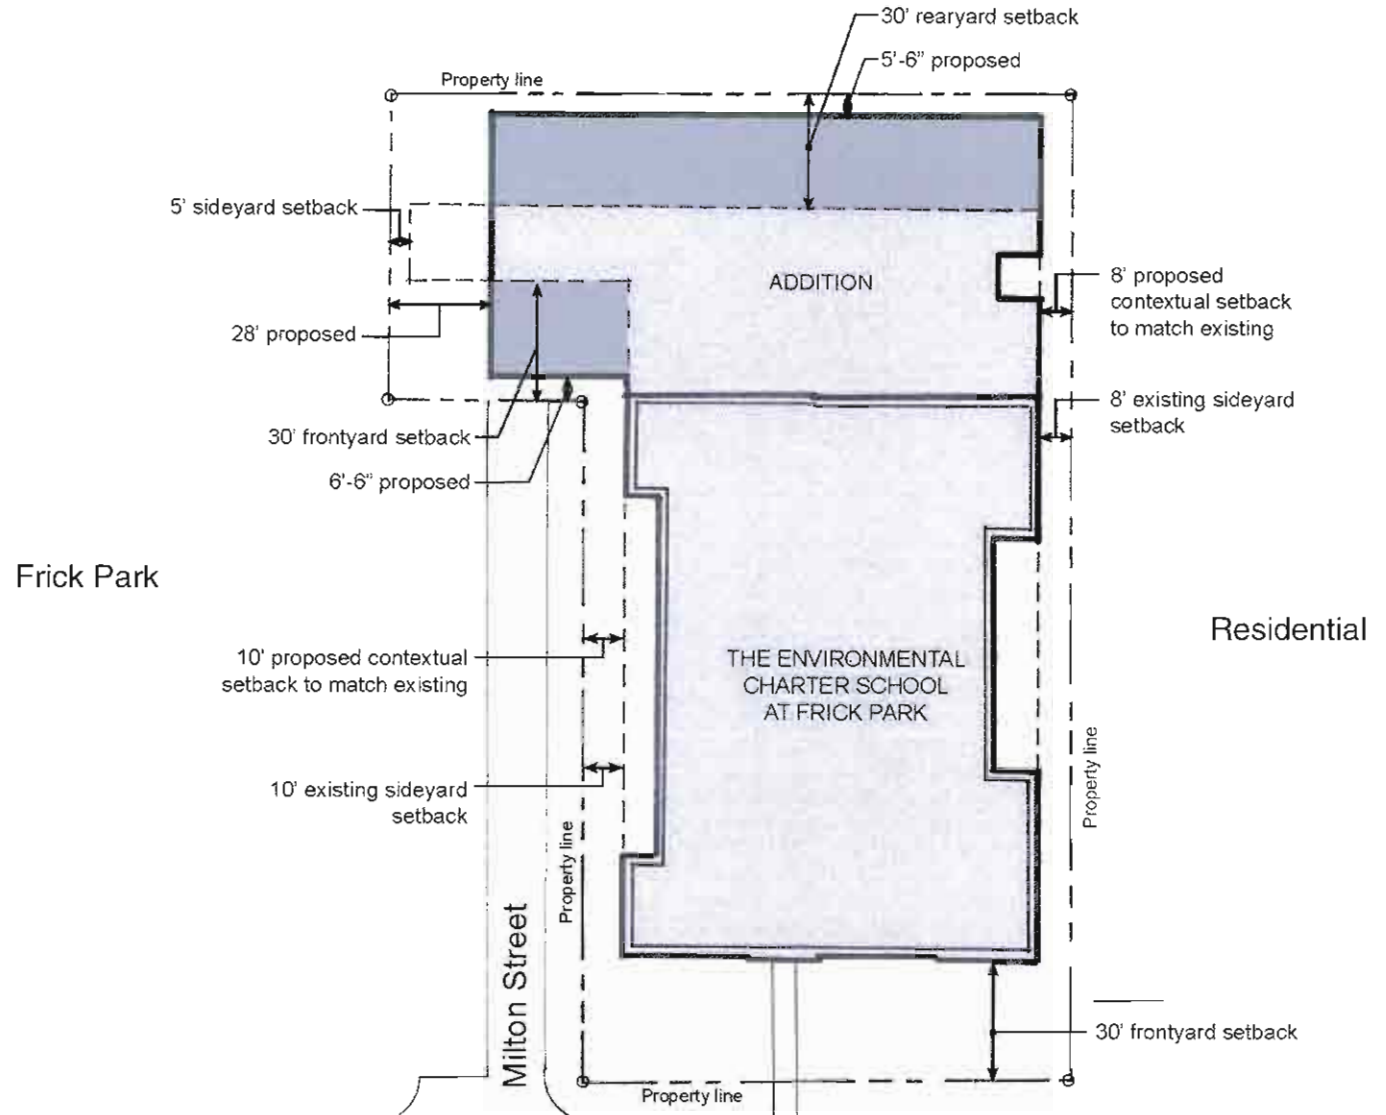 30' rearyard setback
5'-6" proposed
Property line
5' sideyard setback
ADDITION
8' proposed
contextual setback
to match existing
28' proposed
8' existing sideyard
setback
30' frontyard setback
6'-6" proposed
Frick Park
Residential
10' proposed contextual
setback to match existing
THE ENVIRONMENTAL
CHARTER SCHOOL
AT FRICK PARK
Property line
10' existing sideyard
setback
Property line
Milton Street
30' frontyard setback
Property line